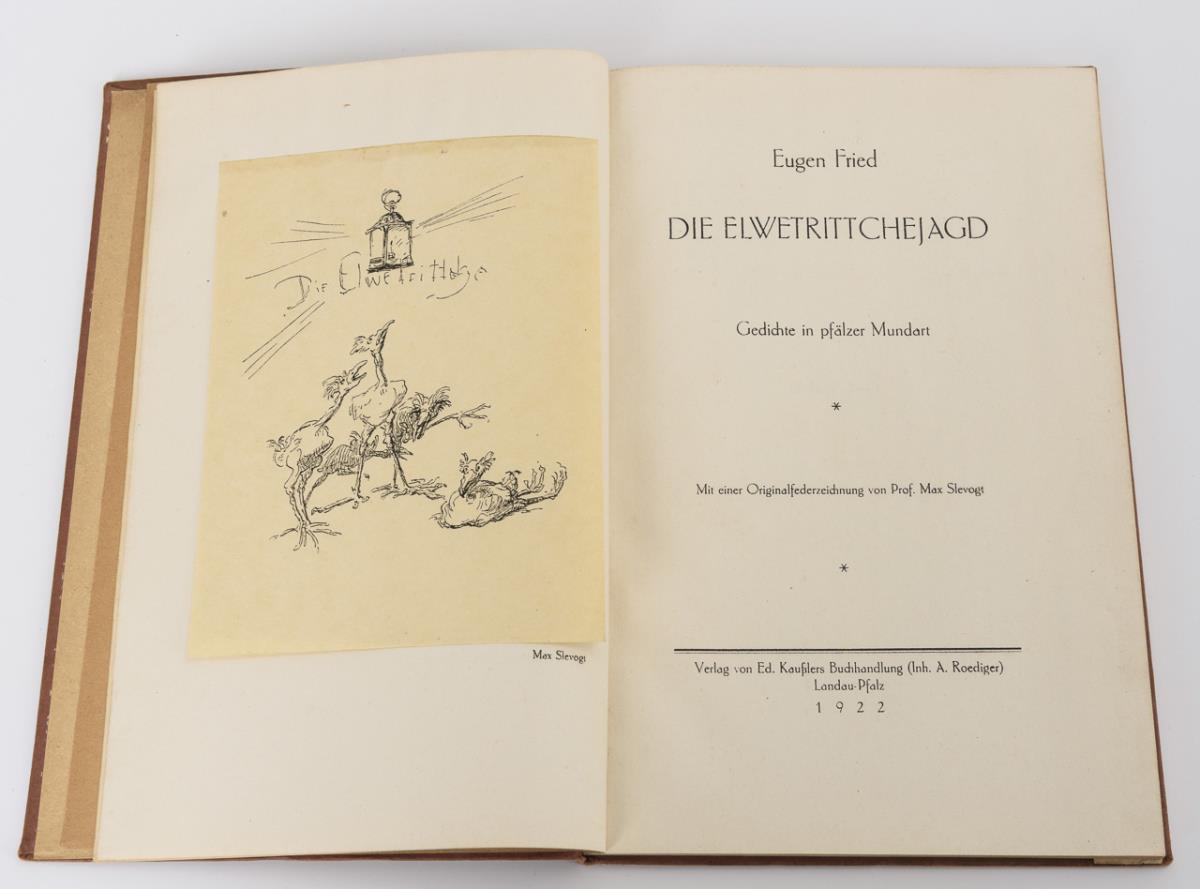 Die Elwetrittche
Max Slevogt
Eugen Fried
DIE ELWETRITTCHEJAGD
Gedichte in pfälzer Mundart
*
Mit einer Originalfederzeichnung von Prof. Max Slevogt
*
Verlag von Ed. Kaußlers Buchhandlung (Inh. A. Roediger)
Landau-Pfalz
1922